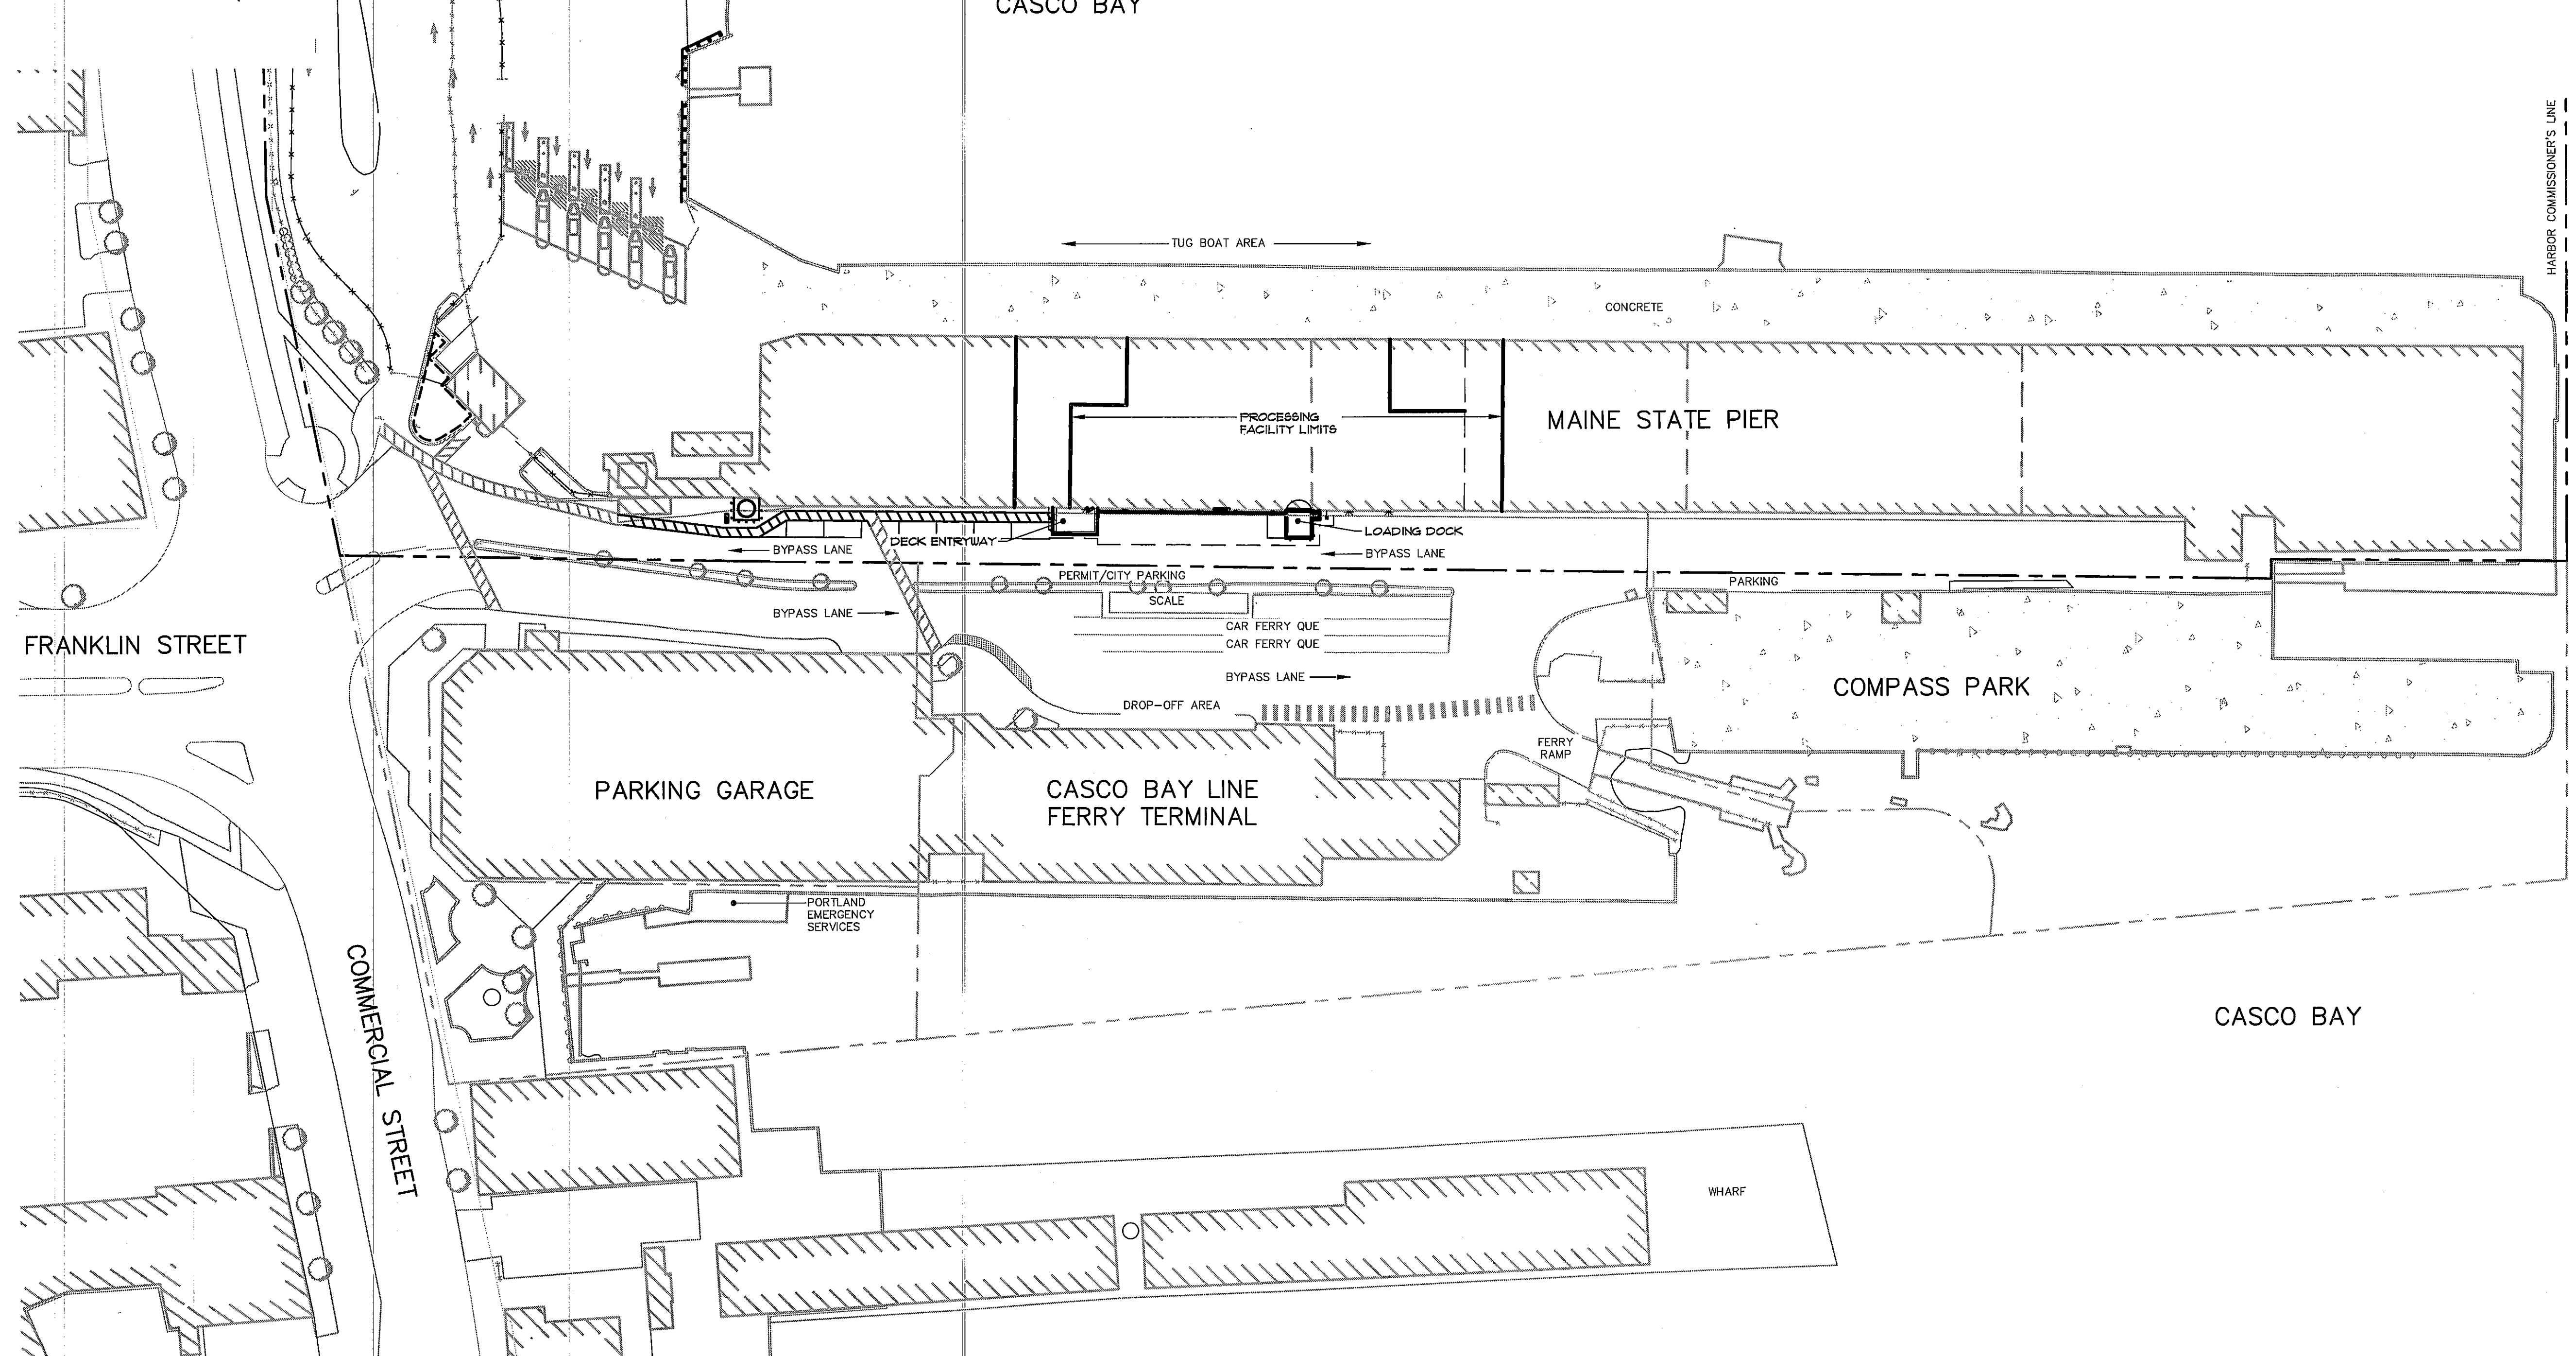 CASCO BAY
HARBOR COMMISSIONER'S LINE
TUG BOAT AREA
CONCRETE
PROCESSING
FACILITY LIMITS
MAINE STATE PIER
LOADING DOCK
DECK ENTRYWAY
BYPASS LANE
BYPASS LANE
PERMIT/CITY PARKING
PARKING
SCALE
BYPASS LANE
CAR FERRY QUE
CAR FERRY QUE
FRANKLIN STREET
BYPASS LANE
COMPASS PARK
DROP-OFF AREA
FERRY
RAMP
PARKING GARAGE
CASCO BAY LINE
FERRY TERMINAL
PORTLAND
EMERGENCY
SERVICES
COMMERCIAL STREET
CASCO BAY
WHARF